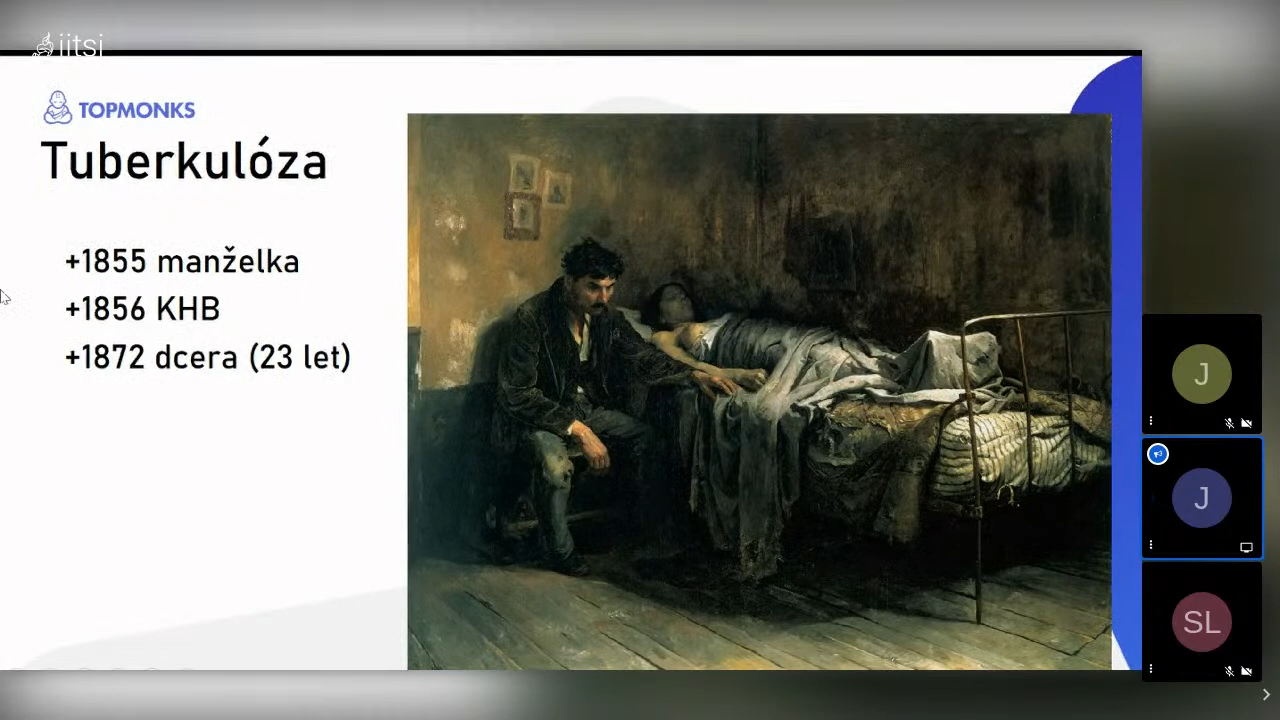 jitsi
TOPMONKS
Tuberkulóza
+1855 manželka
+1856 KHB
+1872 dcera (23 let)
J
J
SL